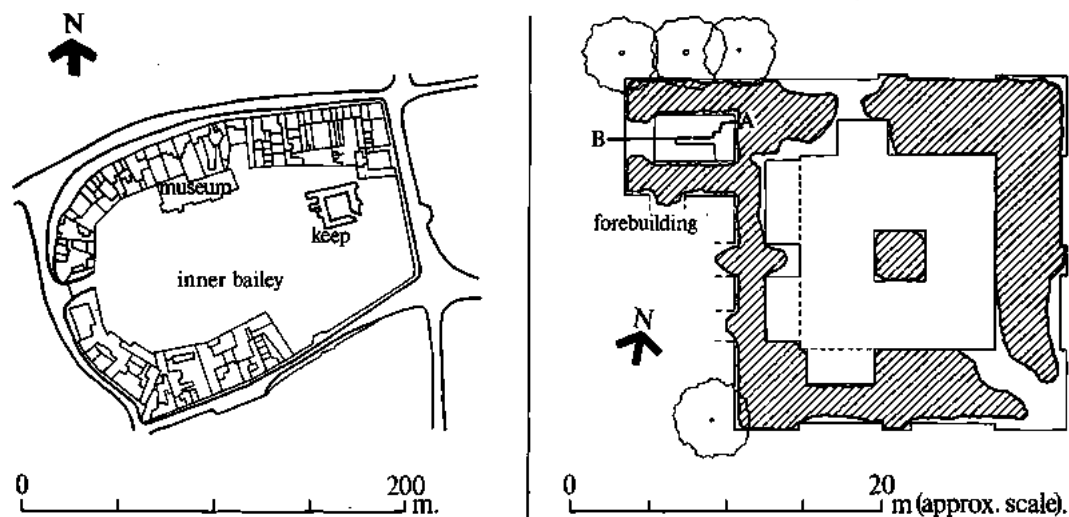 N
museum
keep
inner bailey
0 200 m.
A
B
forebuilding
N
0 20 m (approx. scale).